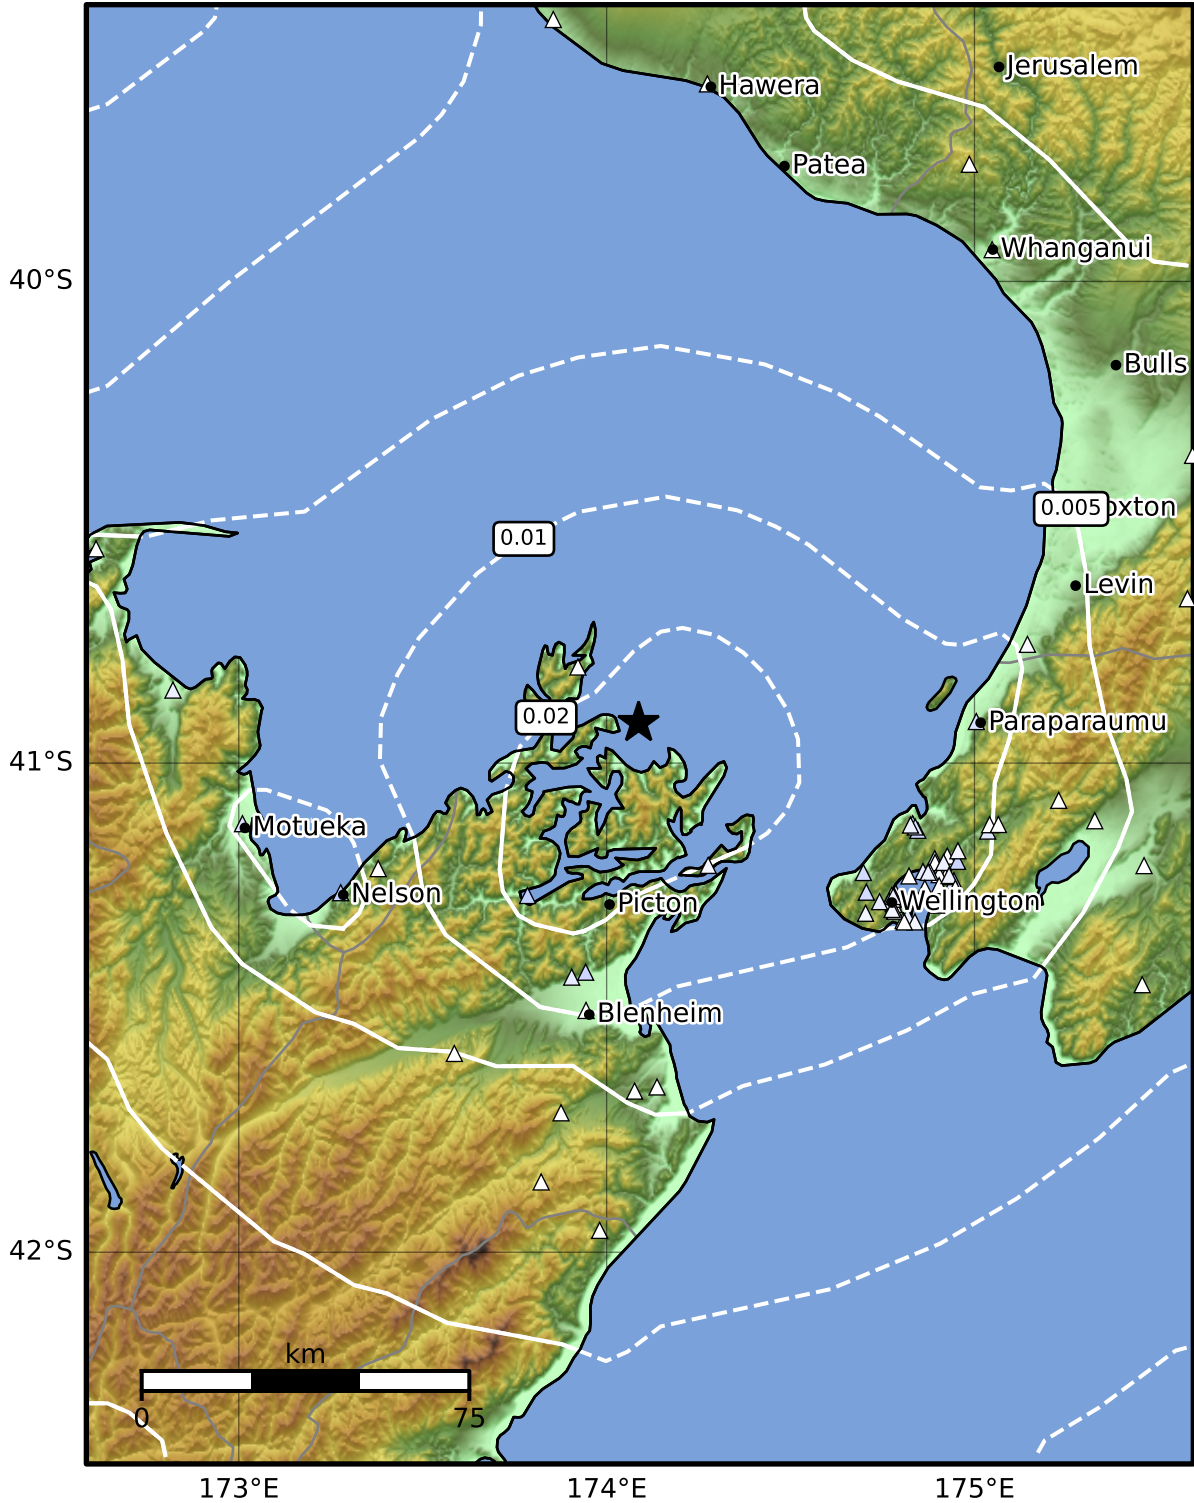 Jerusalem
Hawera
Patea
Whanganui
40°S
Bulls
0.005
oxton
0.01
Levin
0.02
Paraparaumu
41°S
Motueka
Nelson
Picton
Wellington
Blenheim
42°S
km
0
75
173°E
174°E
175°E